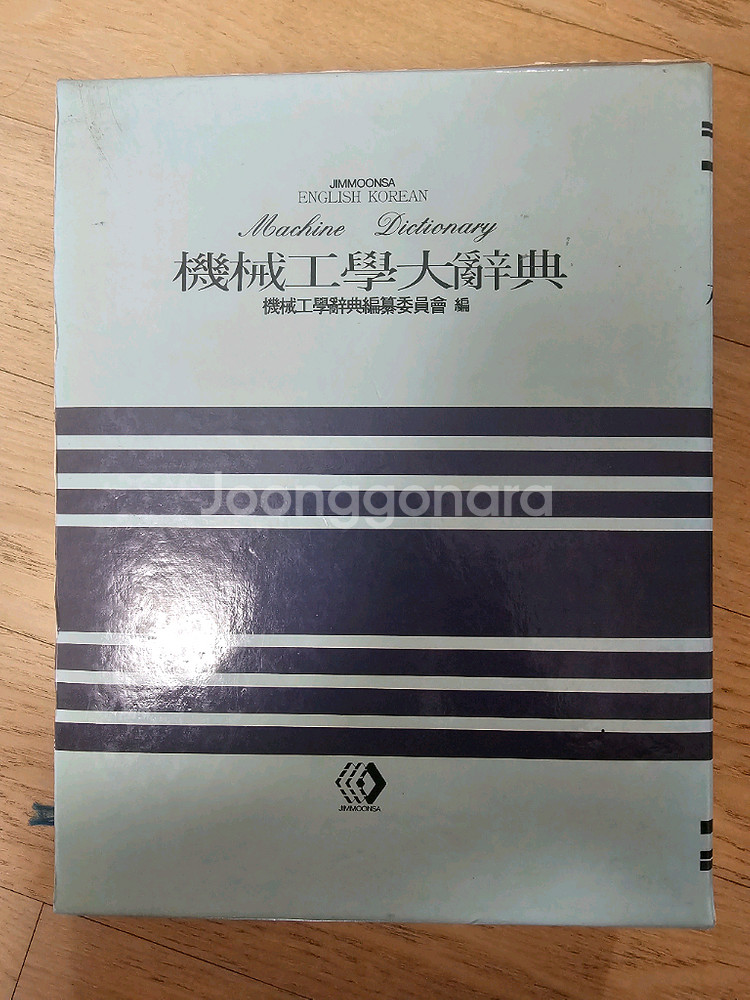 JIMMOONSA
ENGLISH KOREAN
Machine Dictionary
機械工學大辭典
機械工學辭典編纂委員會 編
Joonggonara
JIMMOONSA